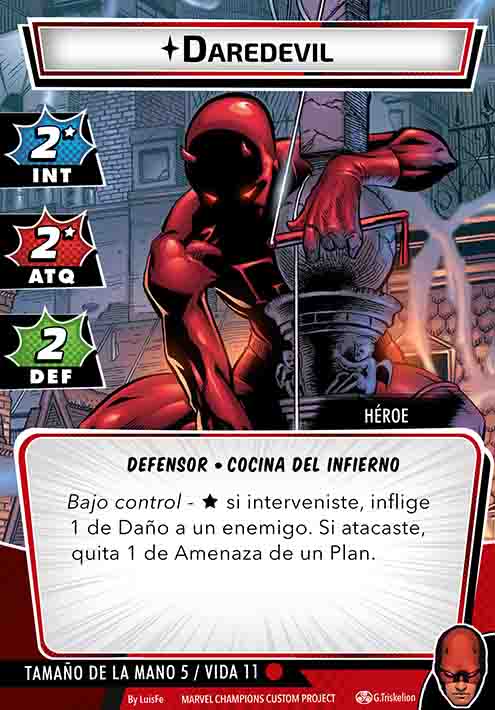 DAREDEVIL
2
INT
2
ATQ
2
DEF
HÉROE
DEFENSOR • COCINA DEL INFIERNO
Bajo control - ★ si interveniste, inflige
1 de Daño a un enemigo. Si atacaste,
quita 1 de Amenaza de un Plan.
TAMAÑO DE LA MANO 5 / VIDA 11
By LuisFe MARVEL CHAMPIONS CUSTOM PROJECT G.Triskelion